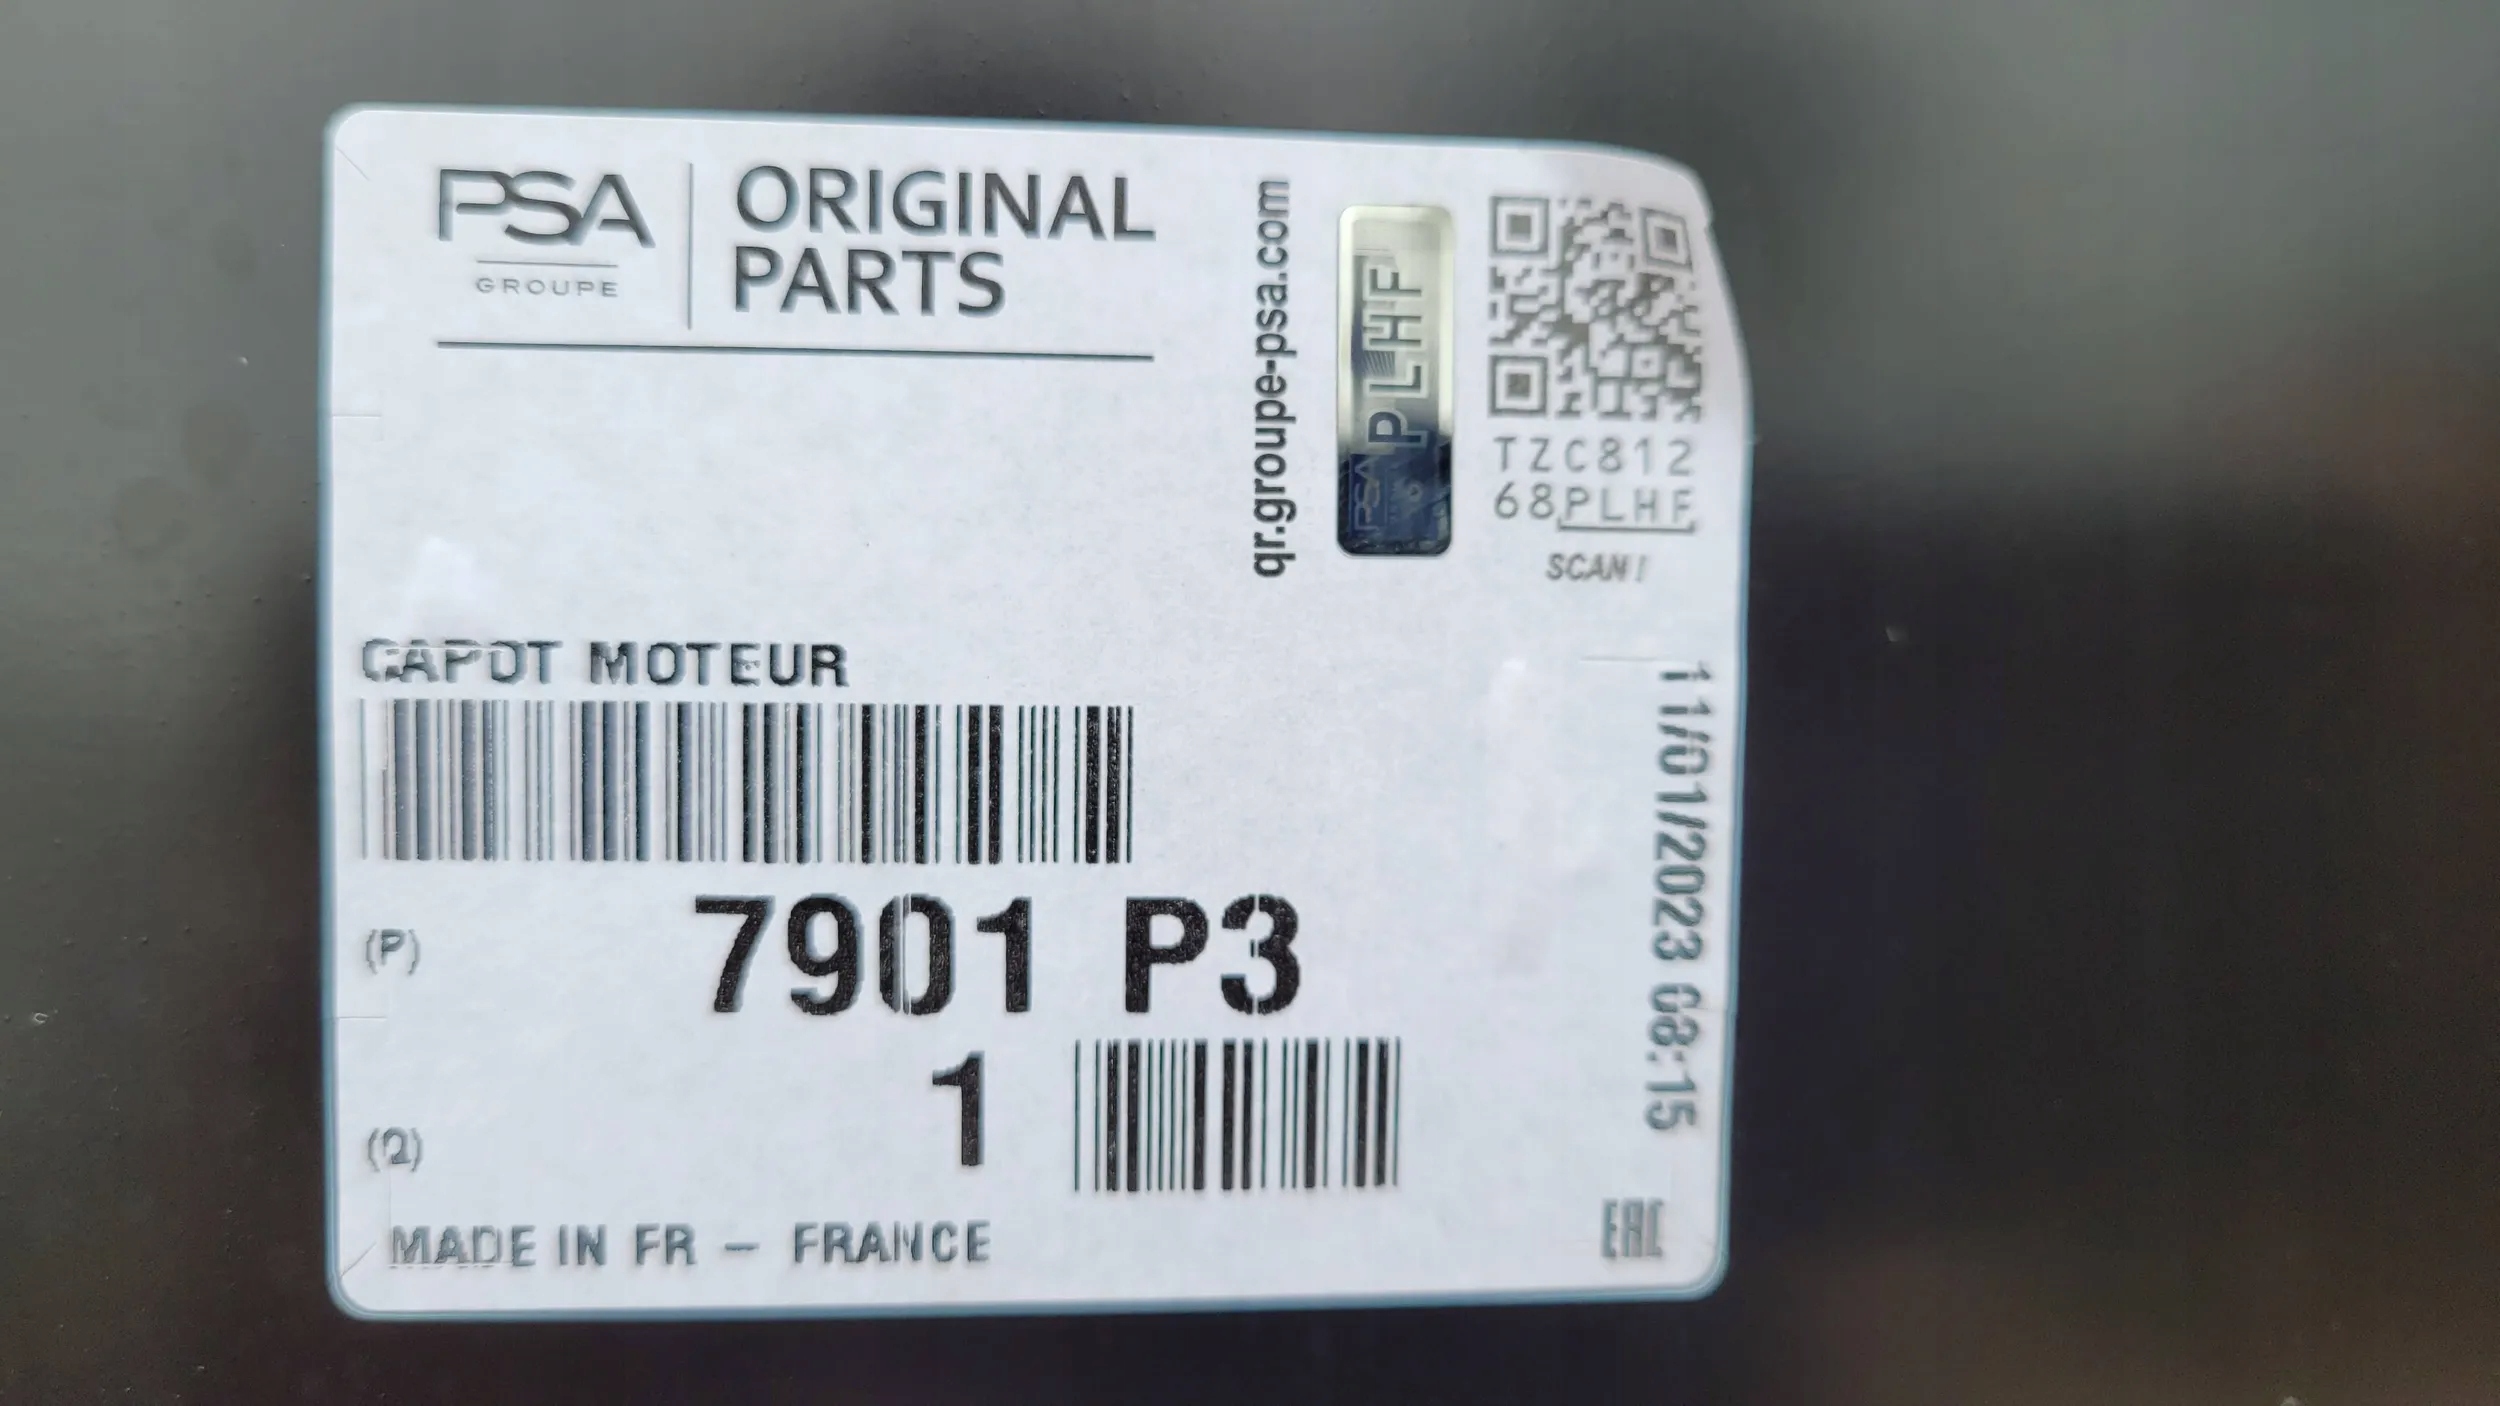 PSA
GROUPE
ORIGINAL
PARTS
qr.groupe-psa.com
PLHF
PSA
TZC812
68PLHF
SCAN!
CAPOT MOTEUR
11/01/2023 08:15
(P)
7901 P3
(Q)
1
MADE IN FR – FRANCE
EAC